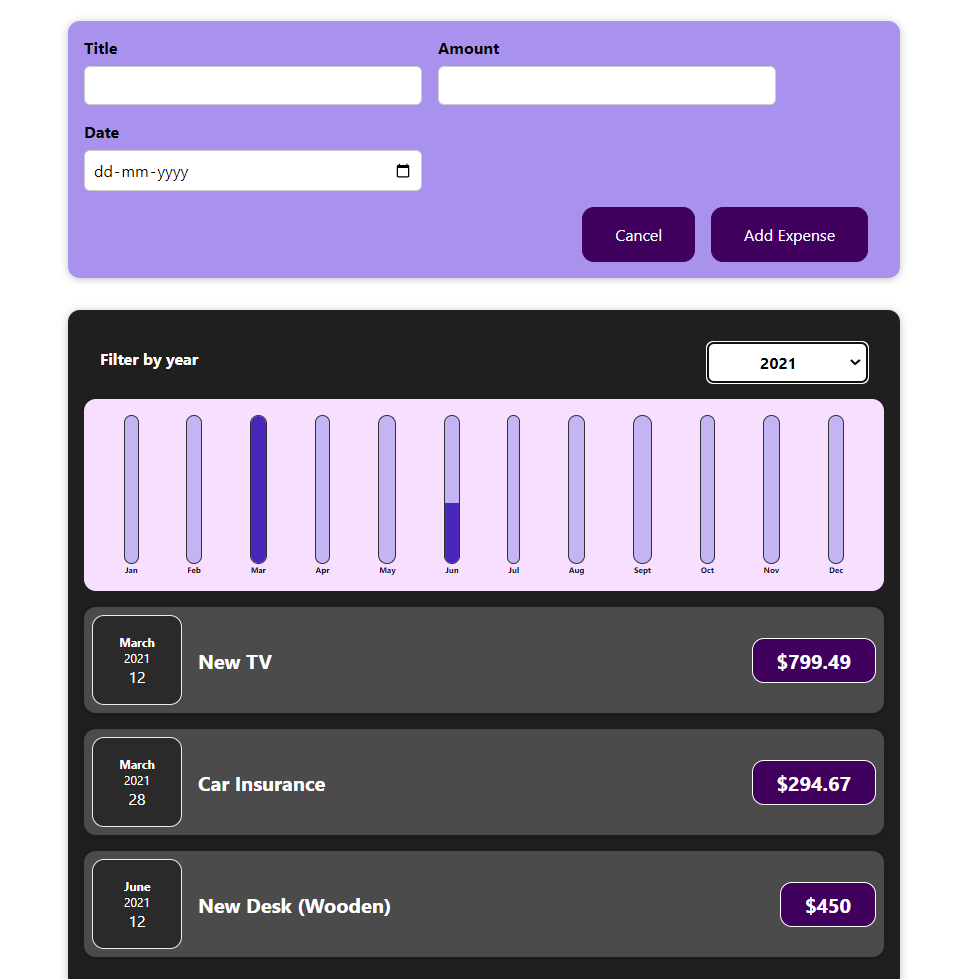 Title Amount
Date
dd-mm-yyyy
Cancel Add Expense
Filter by year 2021
Jan Feb Mar Apr May Jun Jul Aug Sept Oct Nov Dec
March
2021
12
New TV
$799.49
March
2021
28
Car Insurance
$294.67
June
2021
12
New Desk (Wooden)
$450